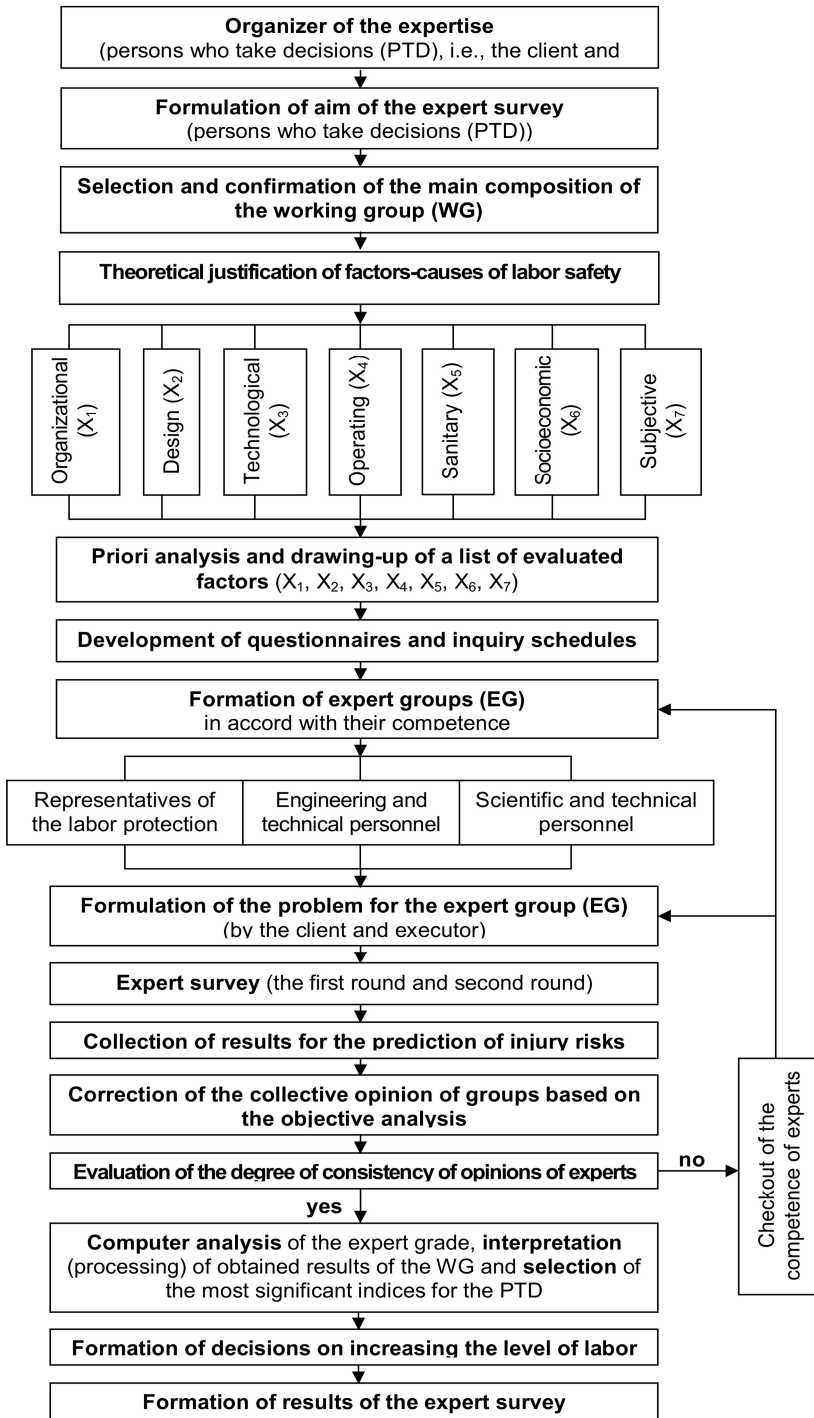 Organizer of the expertise
(persons who take decisions (PTD), i.e., the client and
Formulation of aim of the expert survey
(persons who take decisions (PTD))
Selection and confirmation of the main composition of
the working group (WG)
Theoretical justification of factors-causes of labor safety
Organizational
(X₁)
Design (X₂)
Technological
(X₃)
Operating (X₄)
Sanitary (X₅)
Socioeconomic
(X₆)
Subjective
(X₇)
Priori analysis and drawing-up of a list of evaluated
factors (X₁, X₂, X₃, X₄, X₅, X₆, X₇)
Development of questionnaires and inquiry schedules
Formation of expert groups (EG)
in accord with their competence
Representatives of
the labor protection
Engineering and
technical personnel
Scientific and technical
personnel
Formulation of the problem for the expert group (EG)
(by the client and executor)
Expert survey (the first round and second round)
Collection of results for the prediction of injury risks
Correction of the collective opinion of groups based on
the objective analysis
Evaluation of the degree of consistency of opinions of experts
no
Checkout of the
competence of experts
yes
Computer analysis of the expert grade, interpretation
(processing) of obtained results of the WG and selection of
the most significant indices for the PTD
Formation of decisions on increasing the level of labor
Formation of results of the expert survey